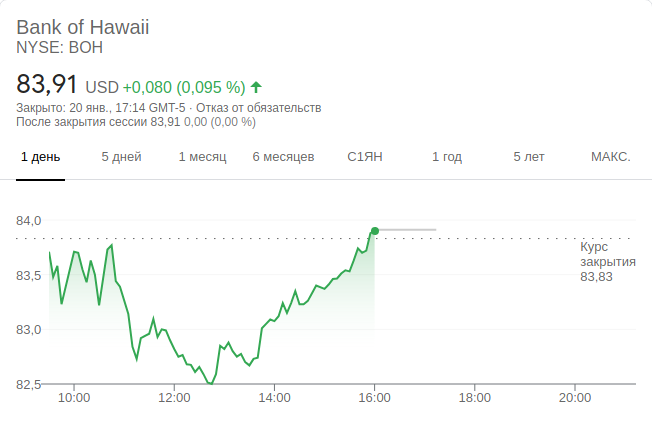 Bank of Hawaii
NYSE: BOH
83,91 USD +0,080 (0,095 %)
Закрыто: 20 янв., 17:14 GMT-5 · Отказ от обязательств
После закрытия сессии 83,91 0,00 (0,00 %)
1 день 5 дней 1 месяц 6 месяцев С1ЯН 1 год 5 лет МАКС.
84,0
Курс
закрытия
83,83
83,5
83,0
82,5
10:00 12:00 14:00 16:00 18:00 20:00